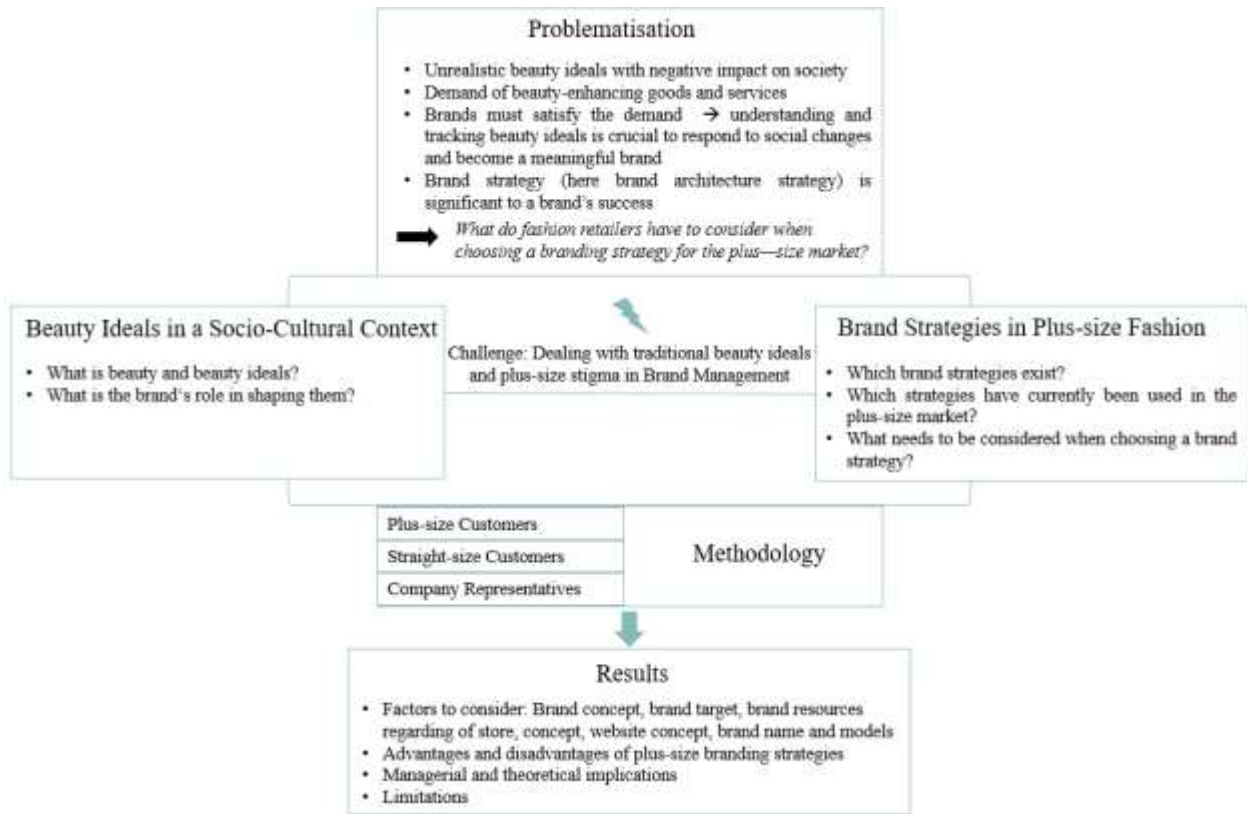 Problematisation
• Unrealistic beauty ideals with negative impact on society
• Demand of beauty-enhancing goods and services
• Brands must satisfy the demand → understanding and
tracking beauty ideals is crucial to respond to social changes
and become a meaningful brand
• Brand strategy (here brand architecture strategy) is
significant to a brand's success
What do fashion retailers have to consider when
choosing a branding strategy for the plus—size market?
Beauty Ideals in a Socio-Cultural Context
• What is beauty and beauty ideals?
• What is the brand's role in shaping them?
Challenge: Dealing with traditional beauty ideals
and plus-size stigma in Brand Management
Brand Strategies in Plus-size Fashion
• Which brand strategies exist?
• Which strategies have currently been used in the
plus-size market?
• What needs to be considered when choosing a brand
strategy?
Plus-size Customers
Straight-size Customers
Company Representatives
Methodology
Results
• Factors to consider: Brand concept, brand target, brand resources
regarding of store, concept, website concept, brand name and models
• Advantages and disadvantages of plus-size branding strategies
• Managerial and theoretical implications
• Limitations